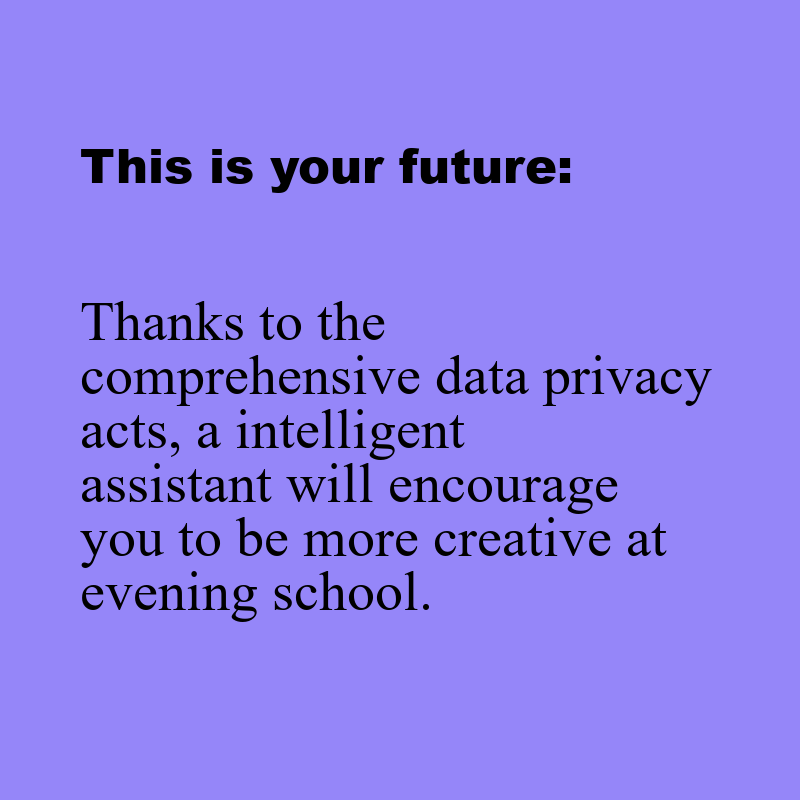 This is your future:
Thanks to the
comprehensive data privacy
acts, a intelligent
assistant will encourage
you to be more creative at
evening school.